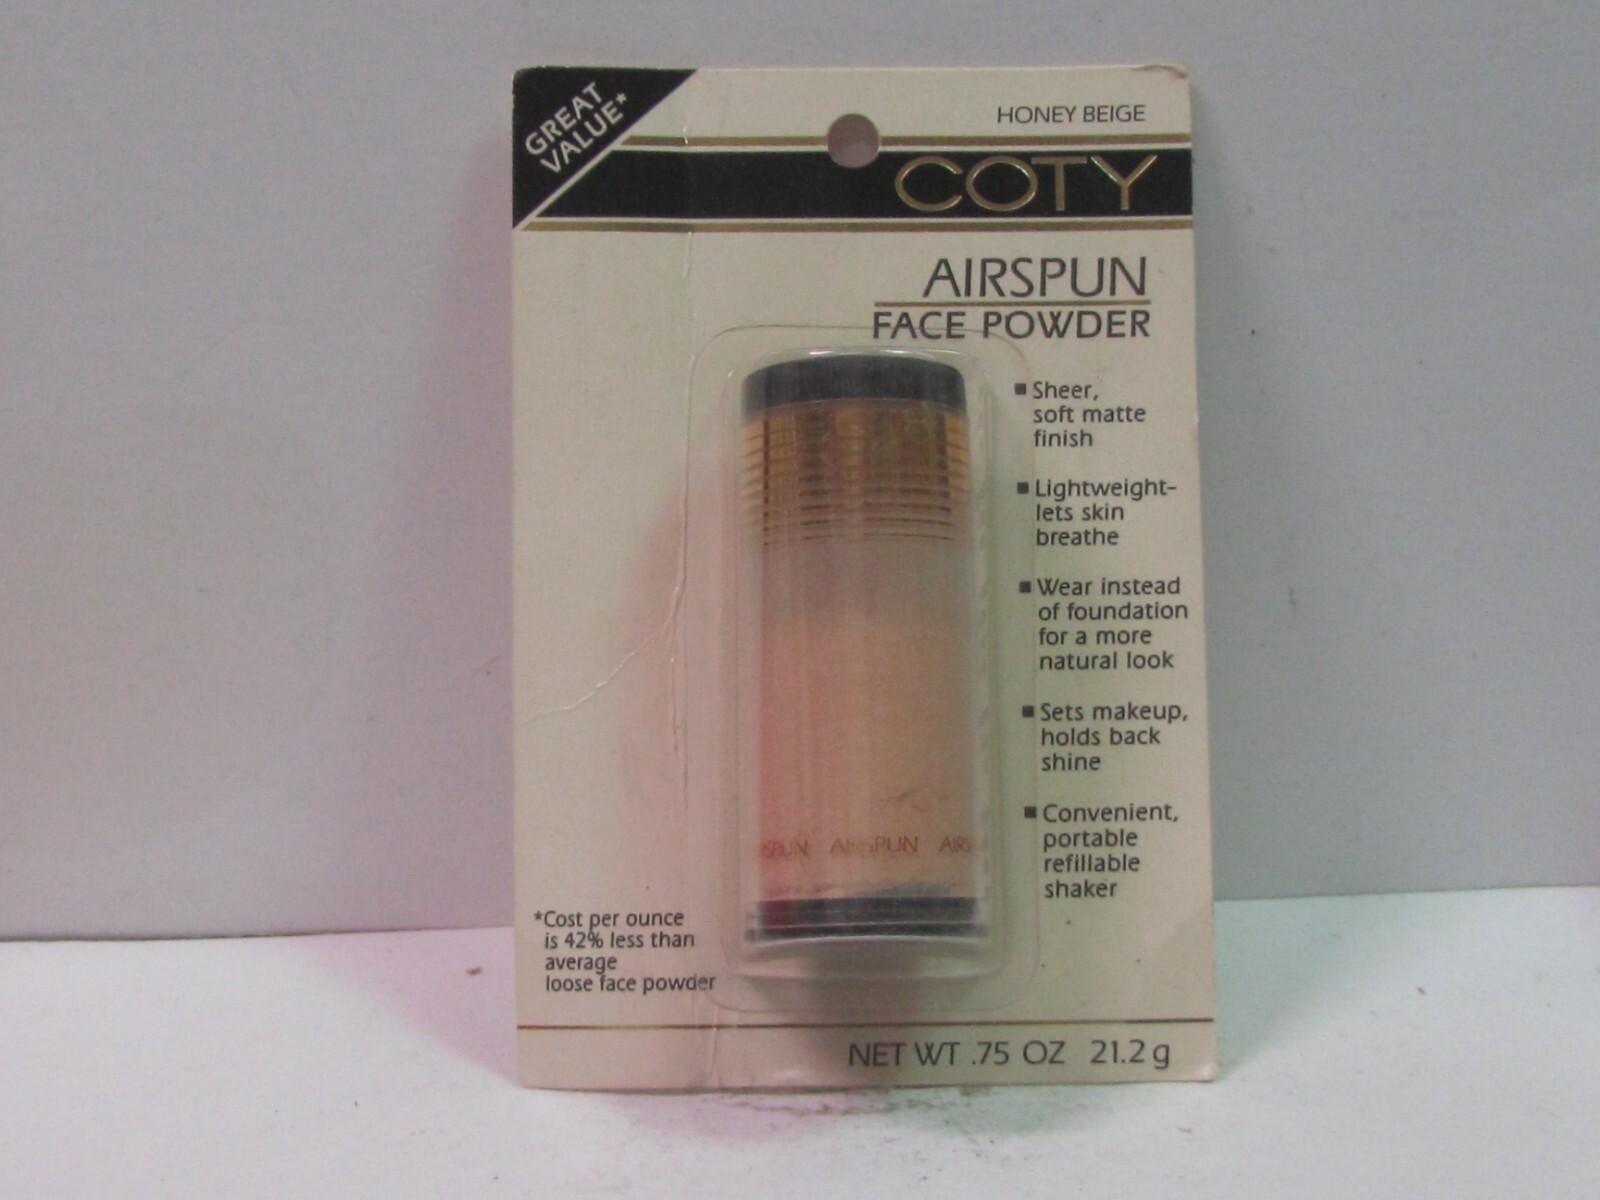 GREAT
VALUE*
HONEY BEIGE
COTY
AIRSPUN
FACE POWDER
▪ Sheer,
soft matte
finish
▪ Lightweight–
lets skin
breathe
▪ Wear instead
of foundation
for a more
natural look
▪ Sets makeup,
holds back
shine
▪ Convenient,
portable
refillable
shaker
AIRSPUN
*Cost per ounce
is 42% less than
average
loose face powder
NET WT .75 OZ 21.2 g